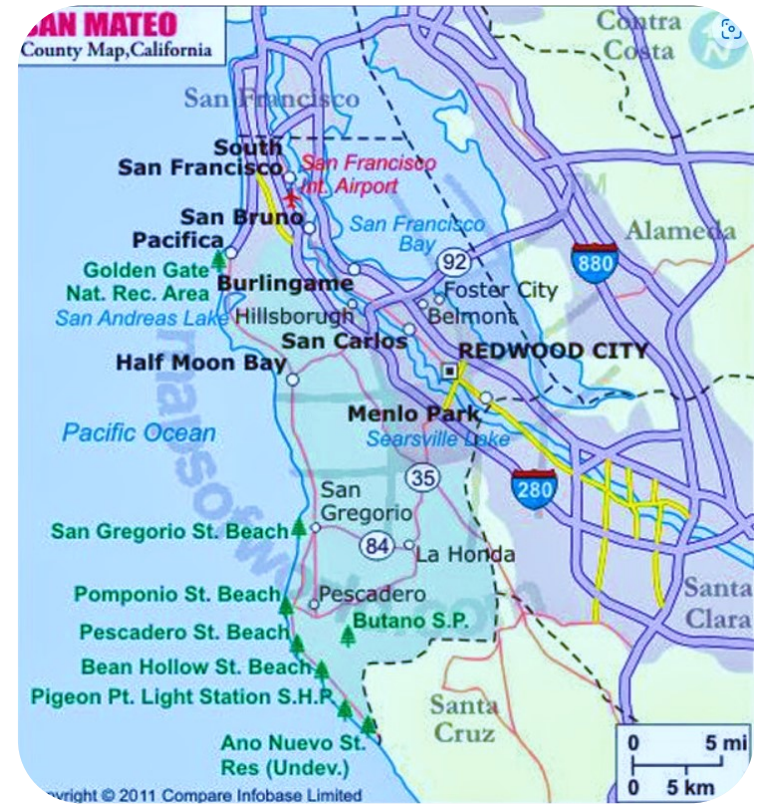 SAN MATEO
County Map,California
Contra
Costa
N
San Francisco
South
San Francisco
San Francisco
Int. Airport
San Bruno
San Francisco
Bay
Alameda
Pacifica
92
880
Golden Gate
Nat. Rec. Area
Burlingame
Foster City
San Andreas Lake
Hillsborough
Belmont
San Carlos
REDWOOD CITY
Half Moon Bay
Menlo Park
Pacific Ocean
Searsville Lake
35
280
San
Gregorio
San Gregorio St. Beach
84
La Honda
Pomponio St. Beach
Pescadero
Santa
Clara
Butano S.P.
Pescadero St. Beach
Bean Hollow St. Beach
Pigeon Pt. Light Station S.H.P.
Santa
Cruz
Ano Nuevo St.
Res (Undev.)
0 5 mi
0 5 km
mapsofworld.com
© 2011 Compare Infobase Limited